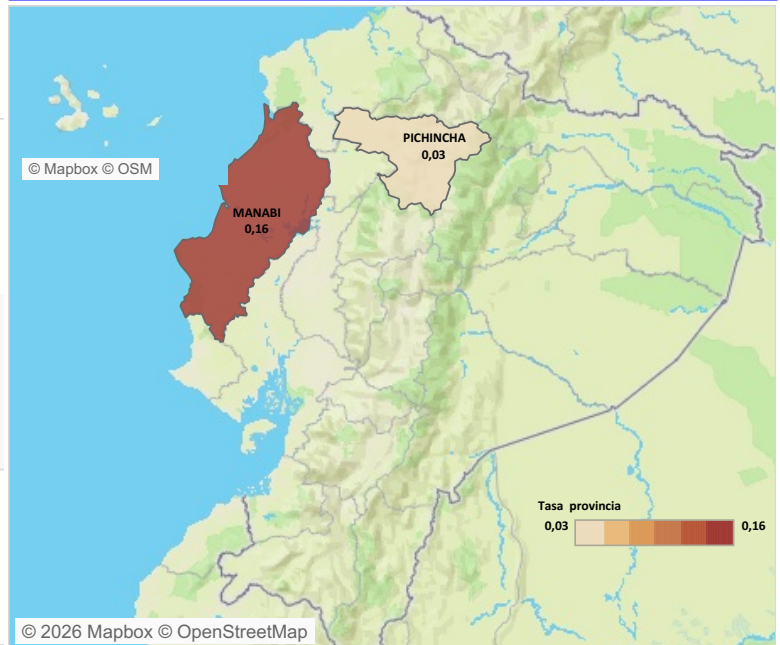 PICHINCHA
0,03
© Mapbox © OSM
MANABI
0,16
Tasa provincia
0,03
0,16
© 2026 Mapbox © OpenStreetMap